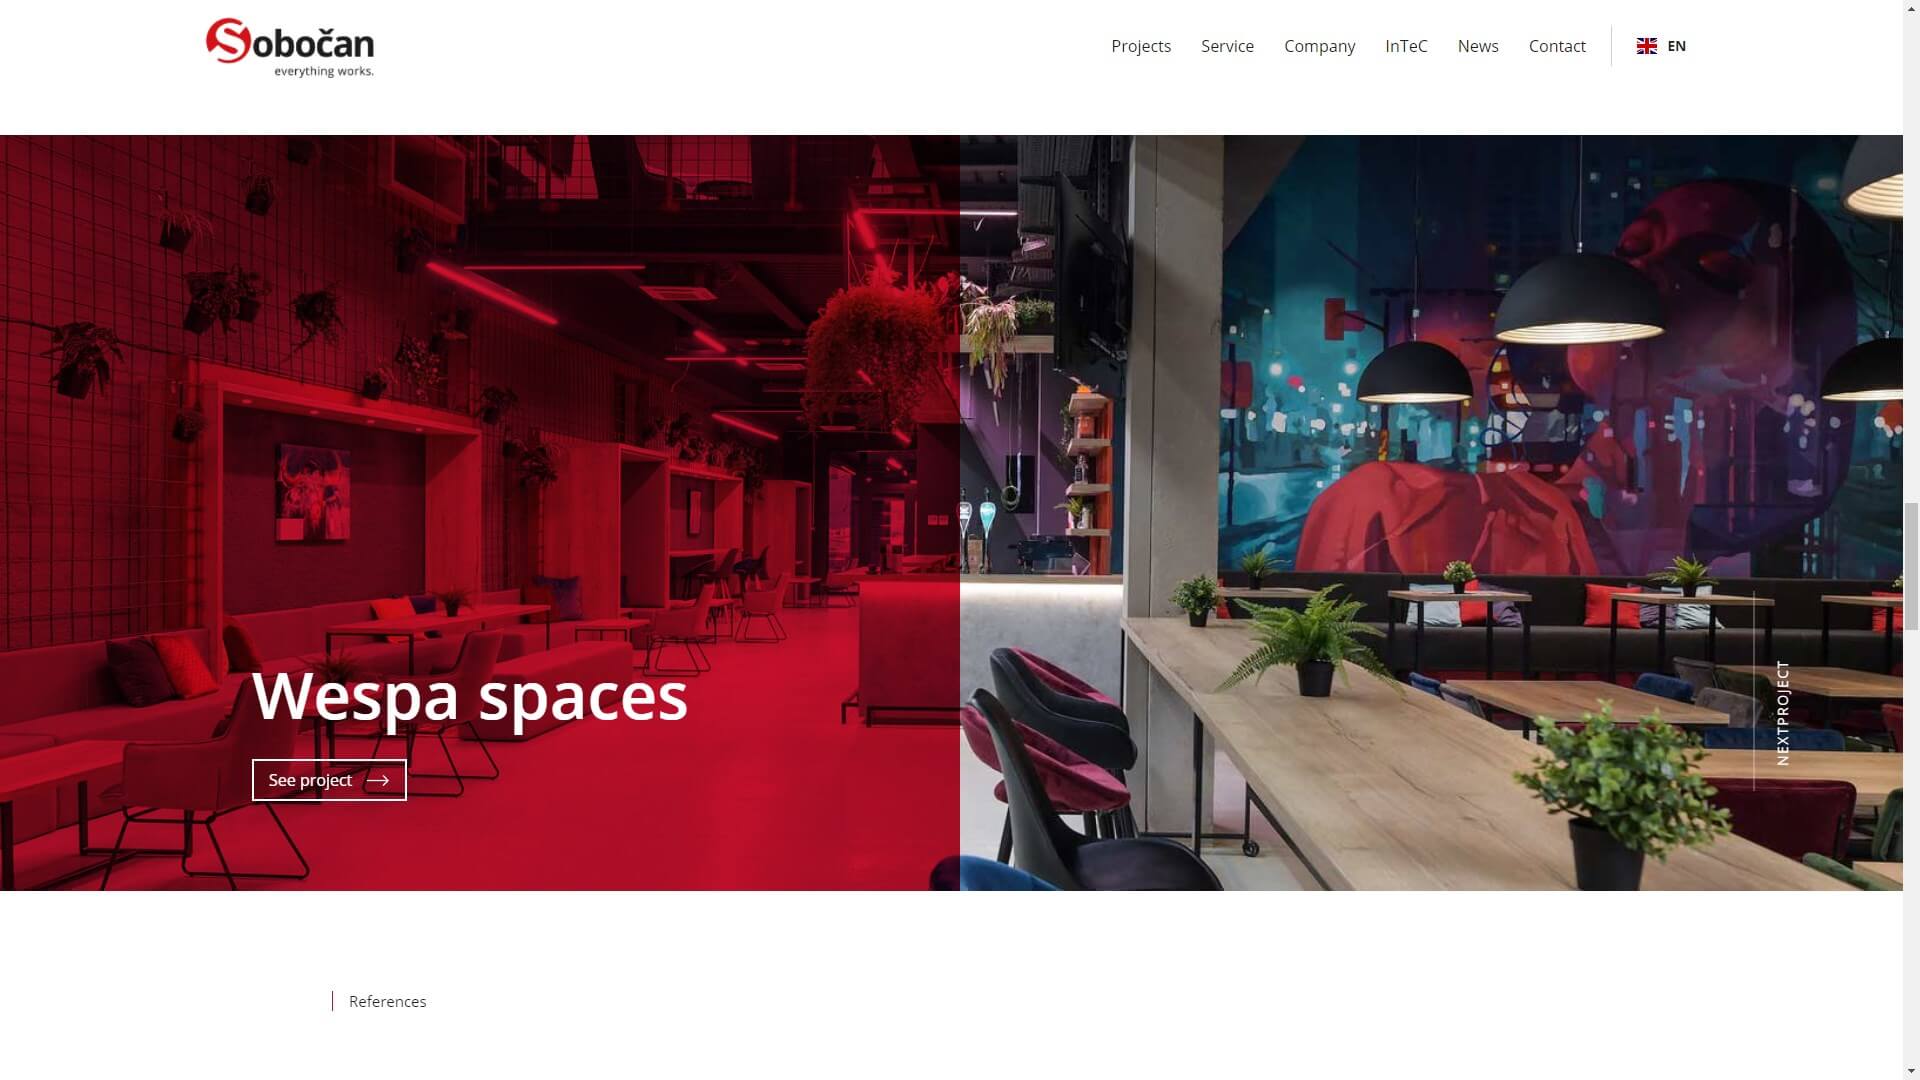 Sobočan
everything works.
Projects
Service
Company
InTeC
News
Contact
EN
Wespa spaces
See project
NEXTPROJECT
References